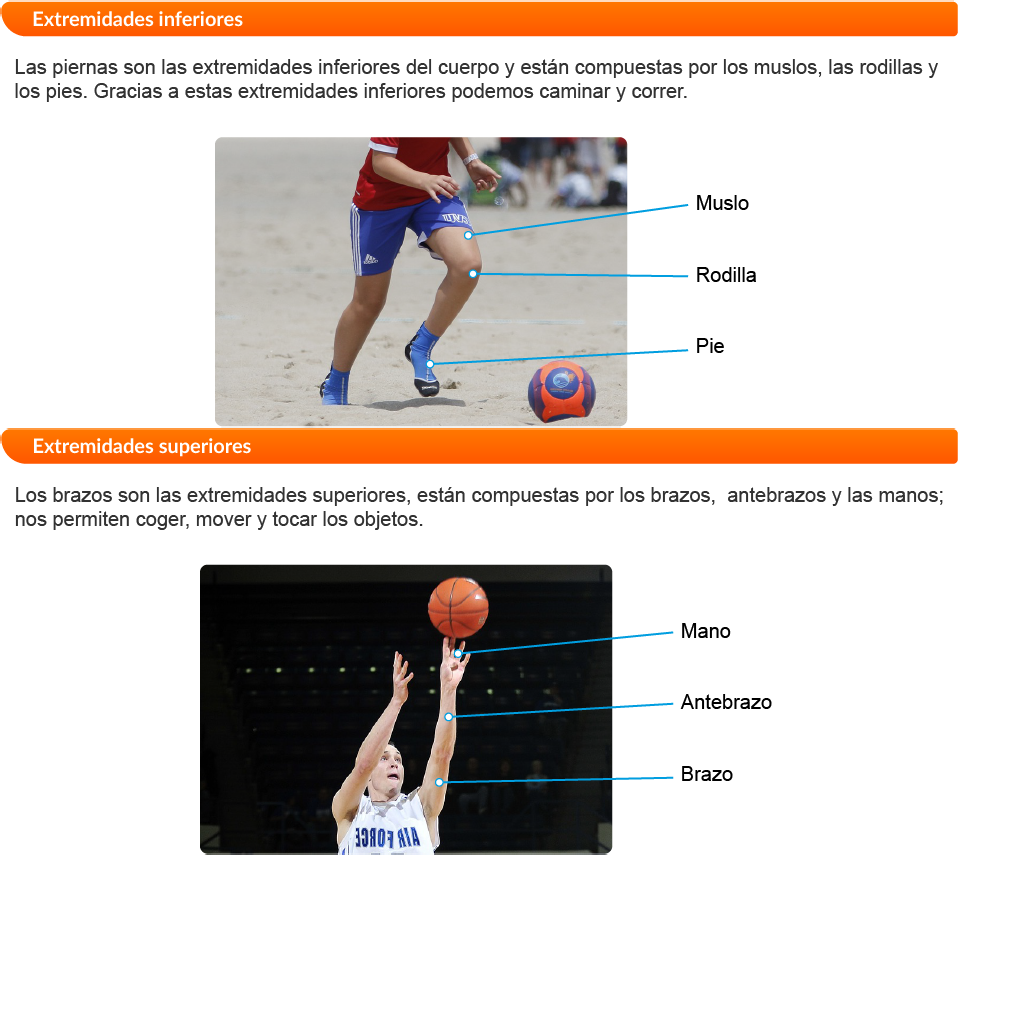 Extremidades inferiores
Las piernas son las extremidades inferiores del cuerpo y están compuestas por los muslos, las rodillas y
los pies. Gracias a estas extremidades inferiores podemos caminar y correr.
Muslo
Rodilla
Pie
Extremidades superiores
Los brazos son las extremidades superiores, están compuestas por los brazos,  antebrazos y las manos;
nos permiten coger, mover y tocar los objetos.
Mano
Antebrazo
Brazo
AIR FORCE